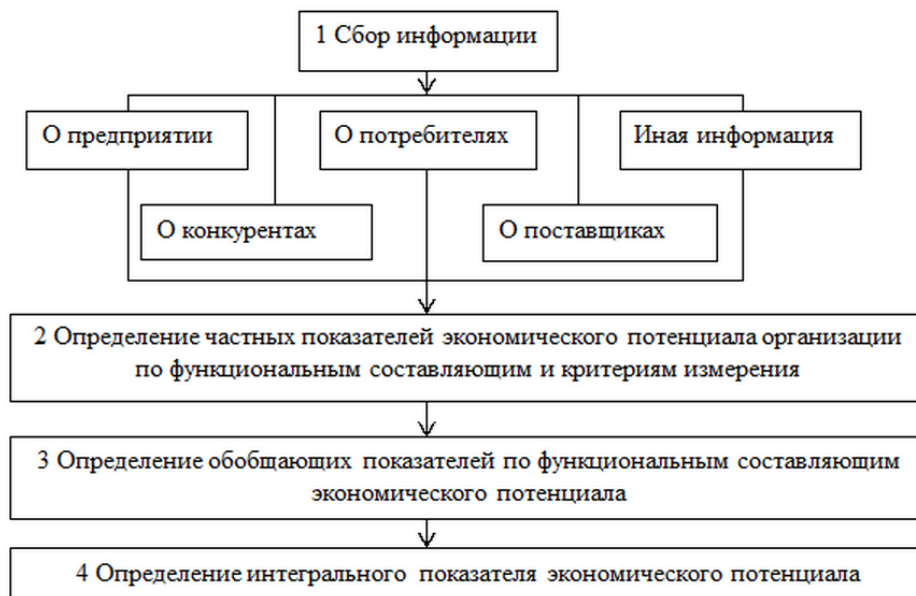 1 Сбор информации
О предприятии
О потребителях
Иная информация
О конкурентах
О поставщиках
2 Определение частных показателей экономического потенциала организации
по функциональным составляющим и критериям измерения
3 Определение обобщающих показателей по функциональным составляющим
экономического потенциала
4 Определение интегрального показателя экономического потенциала